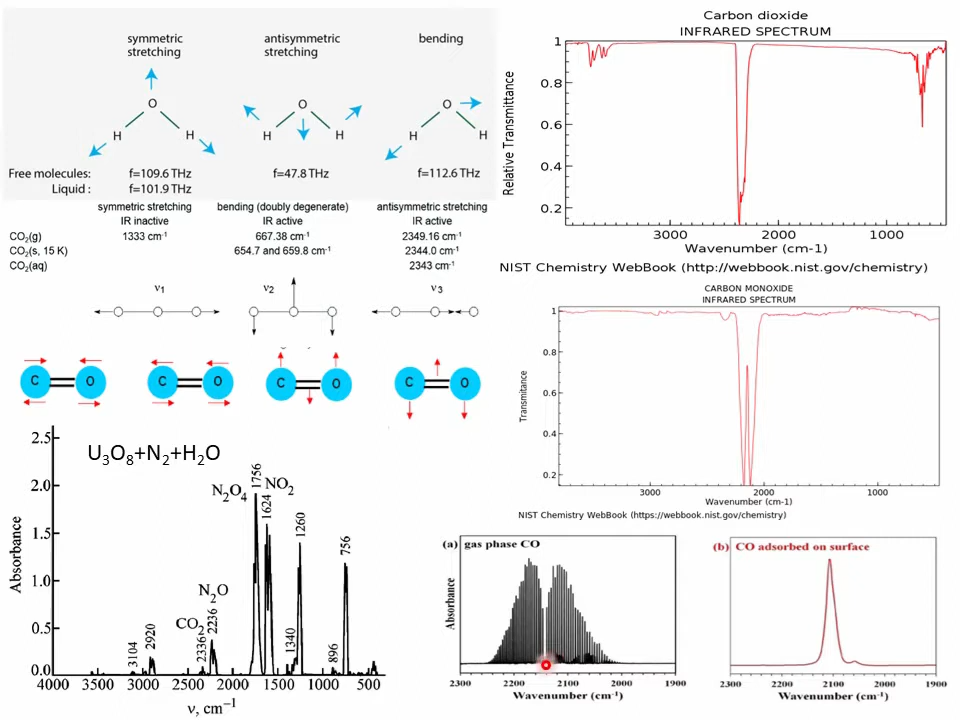 symmetric
stretching
antisymmetric
stretching
bending
O
H
H
O
H
H
O
H
H
Free molecules:
f=109.6 THz
f=47.8 THz
f=112.6 THz
Liquid :
f=101.9 THz
symmetric stretching
IR inactive
bending (doubly degenerate)
IR active
antisymmetric stretching
IR active
CO₂(g)
1333 cm⁻¹
667.38 cm⁻¹
2349.16 cm⁻¹
CO₂(s, 15 K)
654.7 and 659.8 cm⁻¹
2344.0 cm⁻¹
CO₂(aq)
2343 cm⁻¹
ν₁
ν₂
ν₃
C
O
C
O
C
O
C
O
U₃O₈+N₂+H₂O
2.5
2.0
1.5
1.0
0.5
0.0
Absorbance
3104
2920
CO₂
2336
N₂O
2236
N₂O₄
1756
NO₂
1624
1340
1260
896
756
4000
3500
3000
2500
2000
1500
1000
500
ν, cm⁻¹
Carbon dioxide
INFRARED SPECTRUM
1
0.8
0.6
0.4
0.2
Relative Transmittance
3000
2000
1000
Wavenumber (cm-1)
NIST Chemistry WebBook (http://webbook.nist.gov/chemistry)
CARBON MONOXIDE
INFRARED SPECTRUM
1
0.8
0.6
0.4
0.2
Transmitance
3000
2000
1000
Wavenumber (cm-1)
NIST Chemistry WebBook (https://webbook.nist.gov/chemistry)
(a) gas phase CO
Absorbance
2300
2200
2100
2000
1900
Wavenumber (cm⁻¹)
(b) CO adsorbed on surface
2300
2200
2100
2000
1900
Wavenumber (cm⁻¹)